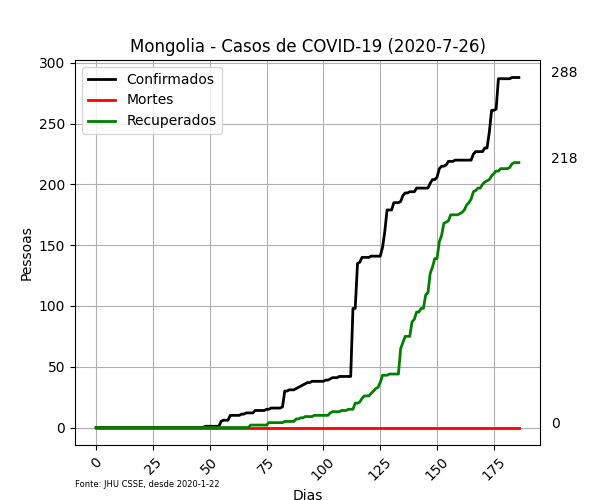 Mongolia - Casos de COVID-19 (2020-7-26)
Confirmados
Mortes
Recuperados
300
250
200
150
100
50
0
Pessoas
288
218
0
0
25
50
75
100
125
150
175
Fonte: JHU CSSE, desde 2020-1-22
Dias